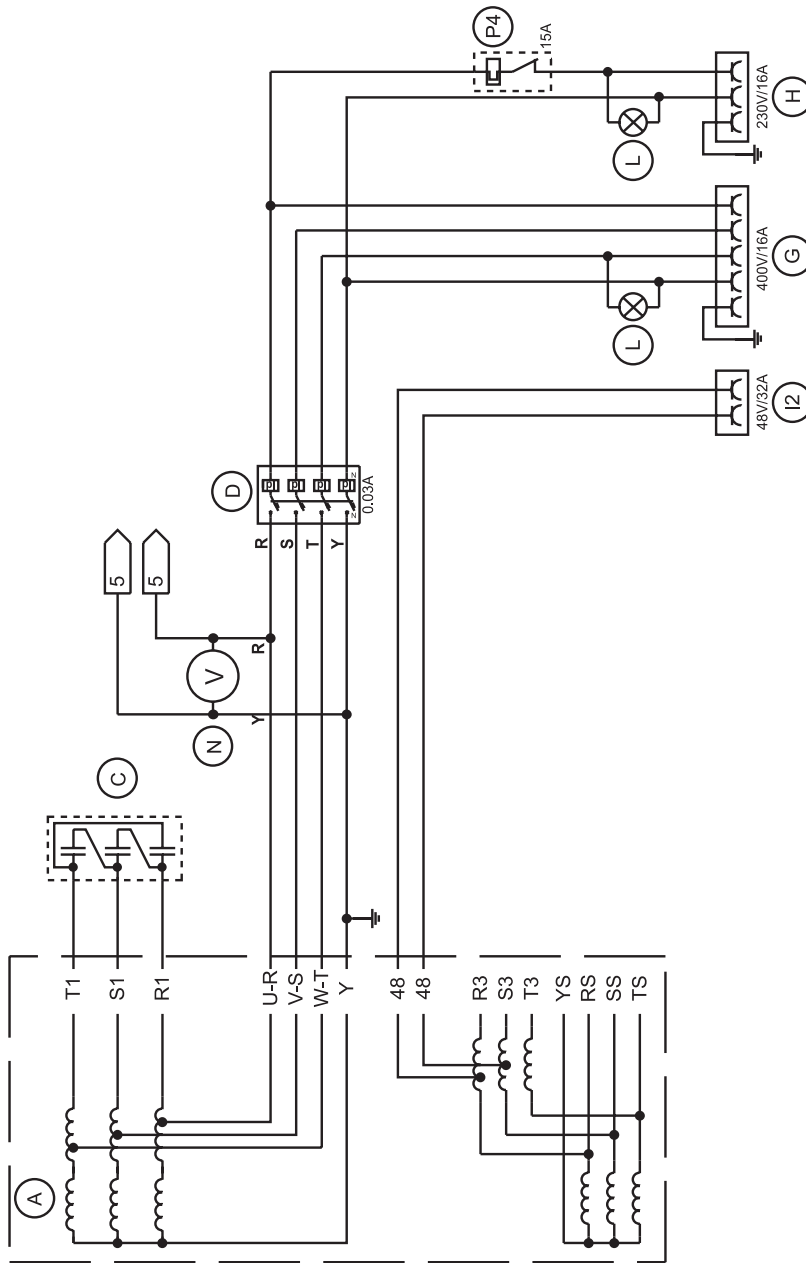 A
T1
S1
R1
U-R
V-S
W-T
Y
48
48
R3
S3
T3
YS
RS
SS
TS
C
N
V
Y
R
5
5
R
S
T
Y
D
P
P
P
P
N
N
0.03A
P4
15A
L
L
48V/32A
400V/16A
230V/16A
I2
G
H